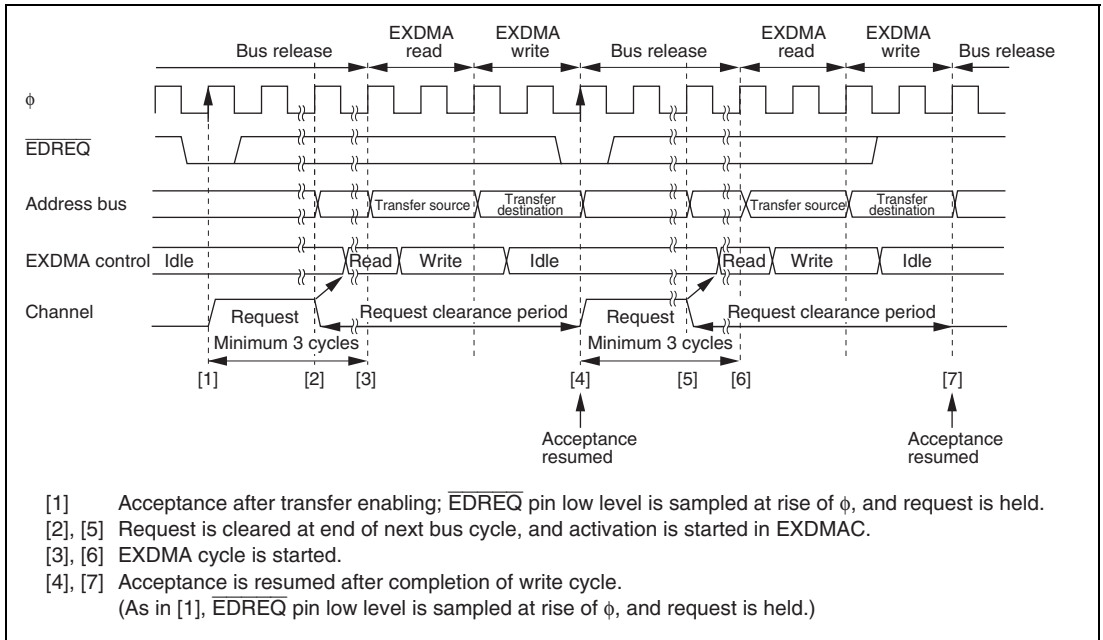 EXDMA EXDMA EXDMA EXDMA
Bus release read write Bus release read write Bus release
ϕ
EDREQ
Address bus Transfer source Transfer destination Transfer source Transfer destination
EXDMA control Idle Read Write Idle Read Write Idle
Channel Request Request clearance period Request Request clearance period
Minimum 3 cycles Minimum 3 cycles
[1] [2] [3] [4] [5] [6] [7]
Acceptance resumed Acceptance resumed
[1] Acceptance after transfer enabling; EDREQ pin low level is sampled at rise of ϕ, and request is held.
[2], [5] Request is cleared at end of next bus cycle, and activation is started in EXDMAC.
[3], [6] EXDMA cycle is started.
[4], [7] Acceptance is resumed after completion of write cycle.
(As in [1], EDREQ pin low level is sampled at rise of ϕ, and request is held.)